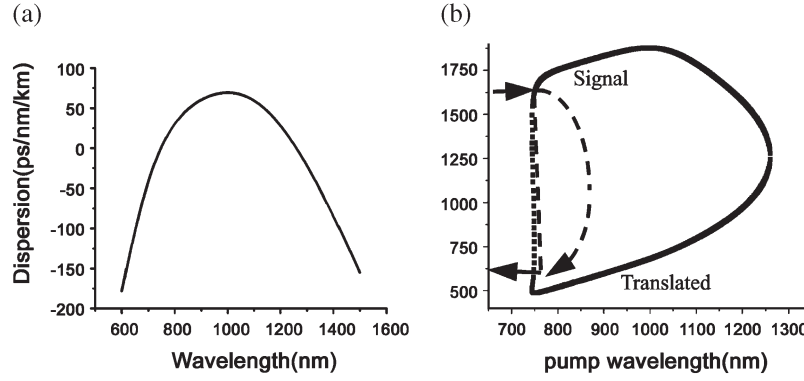 (a)
100
50
0
-50
-100
-150
-200
Dispersion(ps/nm/km)
600 800 1000 1200 1400 1600
Wavelength(nm)
(b)
1750
1500
1250
1000
750
500
Signal
Translated
700 800 900 1000 1100 1200 1300
pump wavelength(nm)